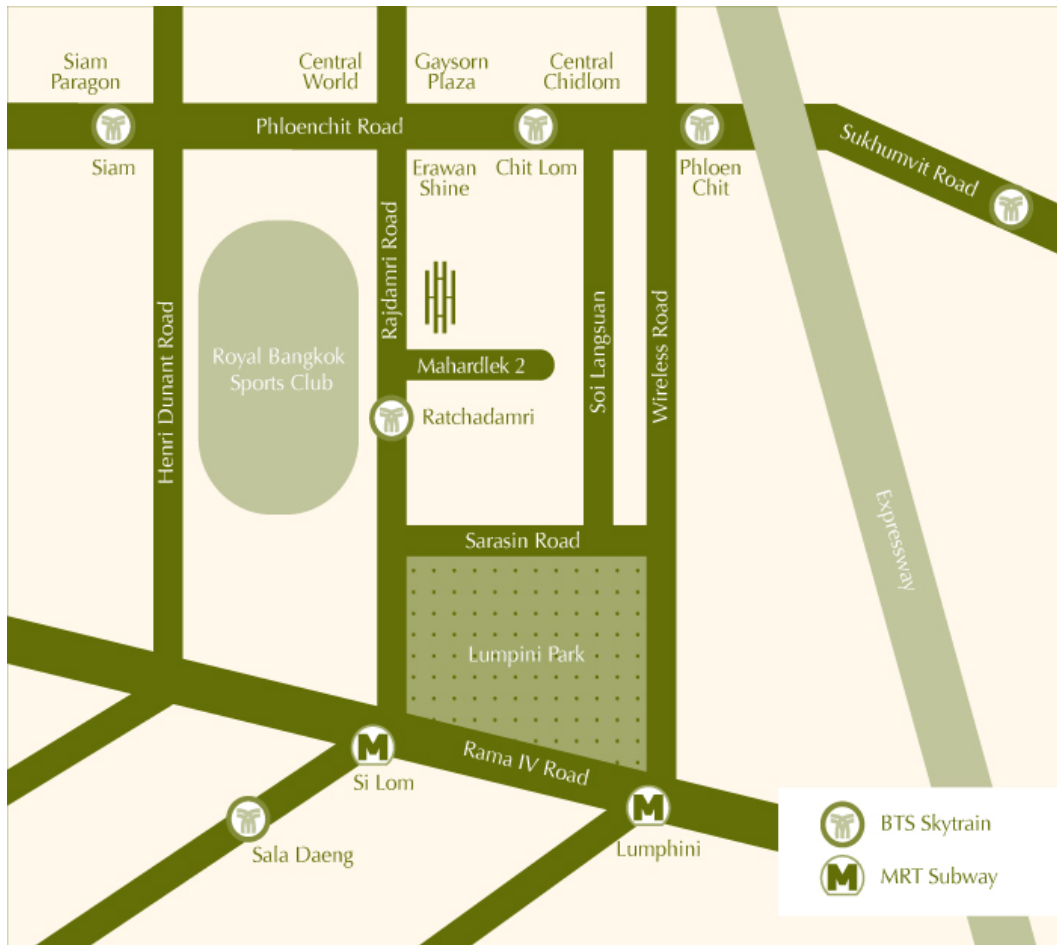 Siam
Paragon
Central
World
Gaysorn
Plaza
Central
Chidlom
Phloenchit Road
Sukhumvit Road
Siam
Erawan
Shine
Chit Lom
Phloen
Chit
Henri Dunant Road
Royal Bangkok
Sports Club
Rajdamri Road
Mahardlek 2
Ratchadamri
Soi Langsuan
Wireless Road
Expressway
Sarasin Road
Lumpini Park
Rama IV Road
M
Si Lom
M
Lumphini
Sala Daeng
BTS Skytrain
M
MRT Subway